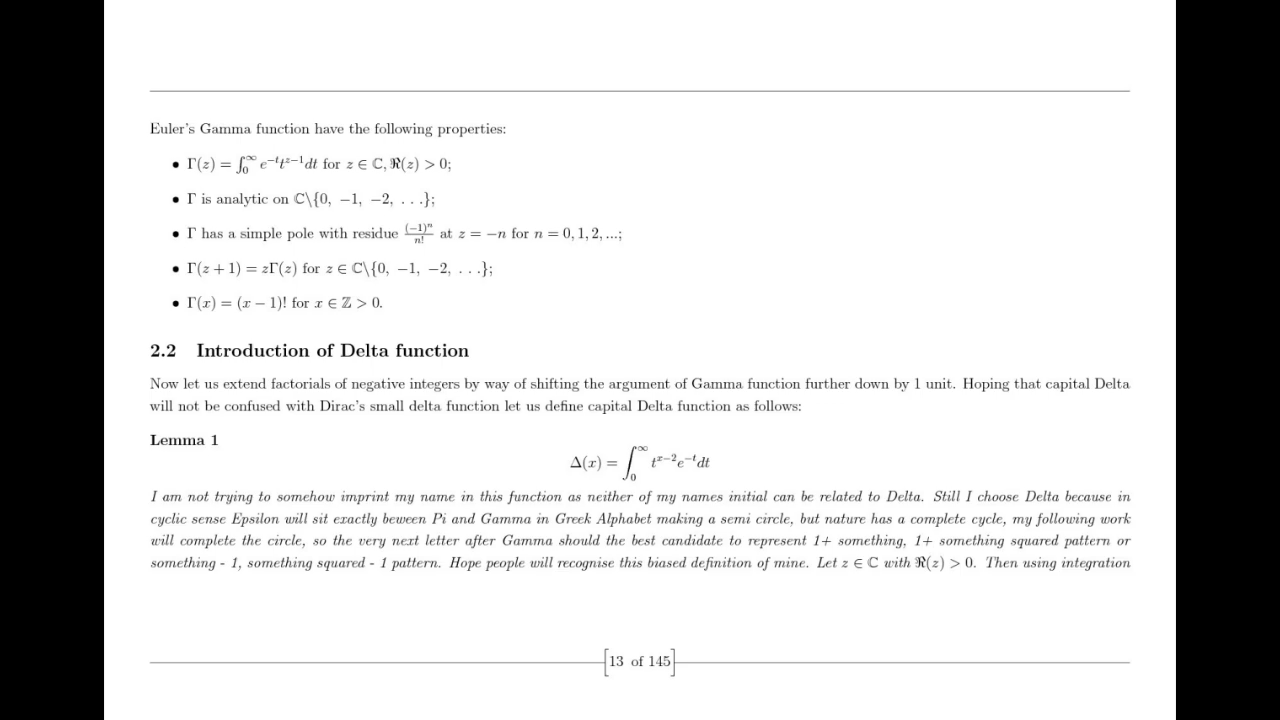 Euler's Gamma function have the following properties:
• Γ(z) = ∫₀^∞ e^{−t}t^{z−1}dt for z ∈ ℂ, ℜ(z) > 0;
• Γ is analytic on ℂ\{0, −1, −2, . . .};
• Γ has a simple pole with residue (−1)^n/n! at z = −n for n = 0, 1, 2, ...;
• Γ(z + 1) = zΓ(z) for z ∈ ℂ\{0, −1, −2, . . .};
• Γ(x) = (x − 1)! for x ∈ ℤ > 0.
2.2 Introduction of Delta function
Now let us extend factorials of negative integers by way of shifting the argument of Gamma function further down by 1 unit. Hoping that capital Delta
will not be confused with Dirac's small delta function let us define capital Delta function as follows:
Lemma 1
Δ(x) = ∫₀^∞ t^{x−2}e^{−t}dt
I am not trying to somehow imprint my name in this function as neither of my names initial can be related to Delta. Still I choose Delta because in
cyclic sense Epsilon will sit exactly beween Pi and Gamma in Greek Alphabet making a semi circle, but nature has a complete cycle, my following work
will complete the circle, so the very next letter after Gamma should the best candidate to represent 1+ something, 1+ something squared pattern or
something - 1, something squared - 1 pattern. Hope people will recognise this biased definition of mine. Let z ∈ ℂ with ℜ(z) > 0. Then using integration
[13 of 145]